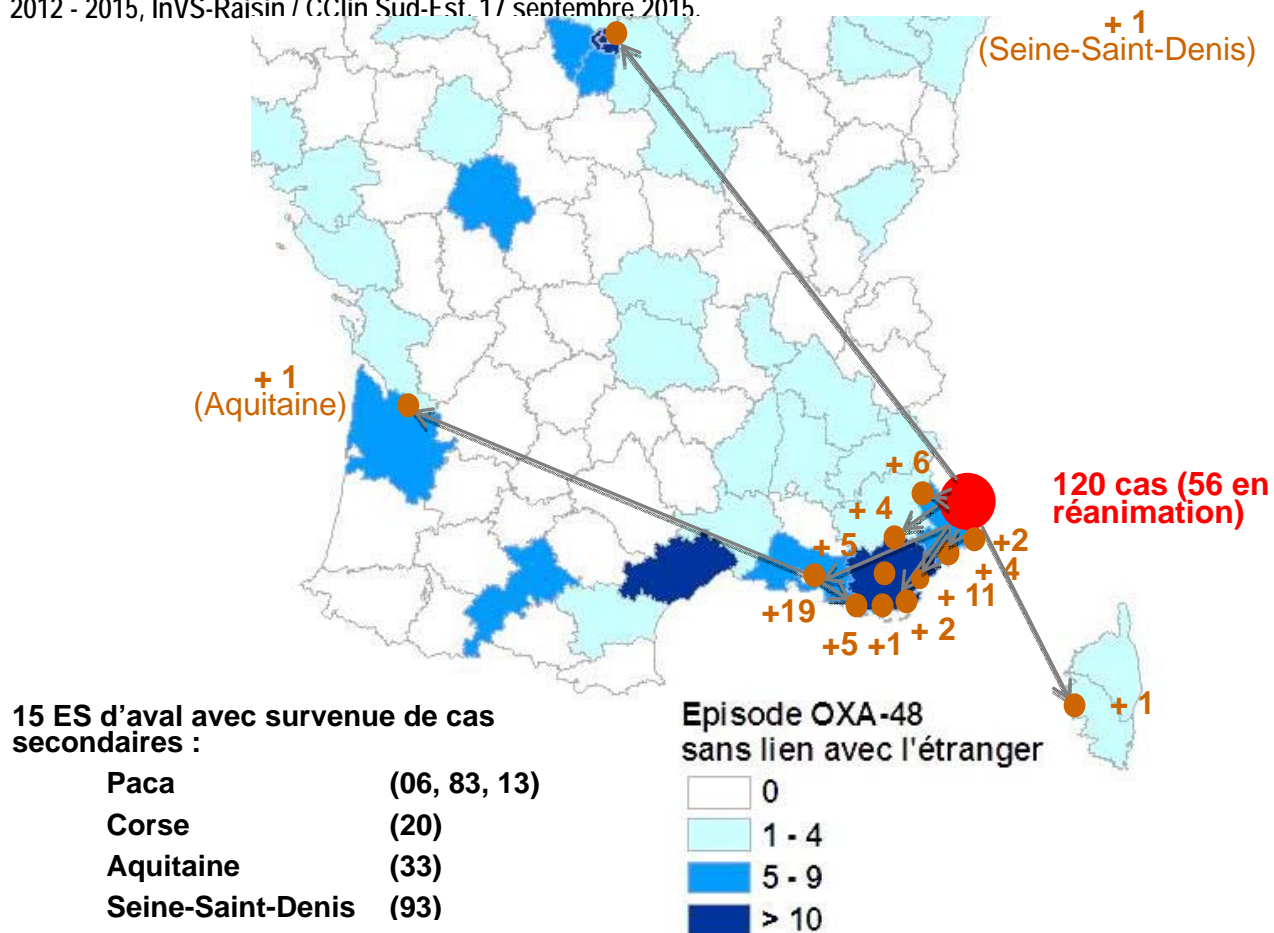 2012 - 2015, InVS-Raisin / CClin Sud-Est, 17 septembre 2015.
+ 1
(Seine-Saint-Denis)
+ 1
(Aquitaine)
+ 6
120 cas (56 en
réanimation)
+ 4
+ 5
+2
+ 4
+ 11
+19
+ 2
+5
+1
+ 1
15 ES d’aval avec survenue de cas
secondaires :
Paca (06, 83, 13)
Corse (20)
Aquitaine (33)
Seine-Saint-Denis (93)
Episode OXA-48
sans lien avec l'étranger
0
1 - 4
5 - 9
> 10